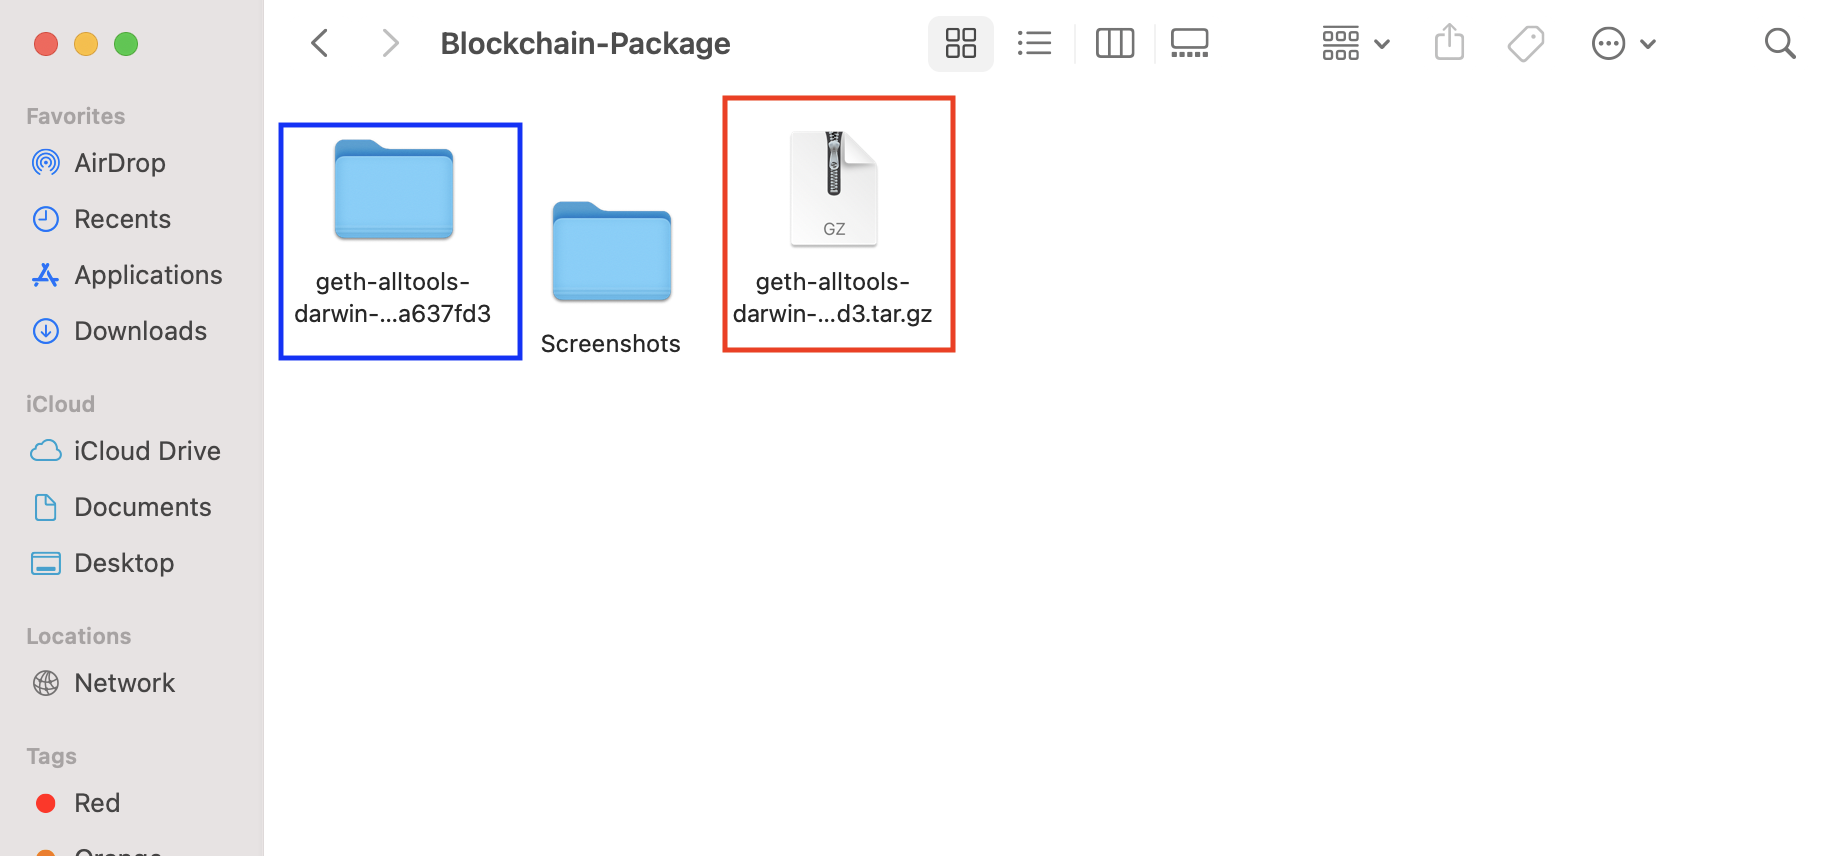 Blockchain-Package
Favorites
AirDrop
Recents
Applications
Downloads
iCloud
iCloud Drive
Documents
Desktop
Locations
Network
Tags
Red
Orange
geth-alltools-
darwin-...a637fd3
Screenshots
GZ
geth-alltools-
darwin-...d3.tar.gz